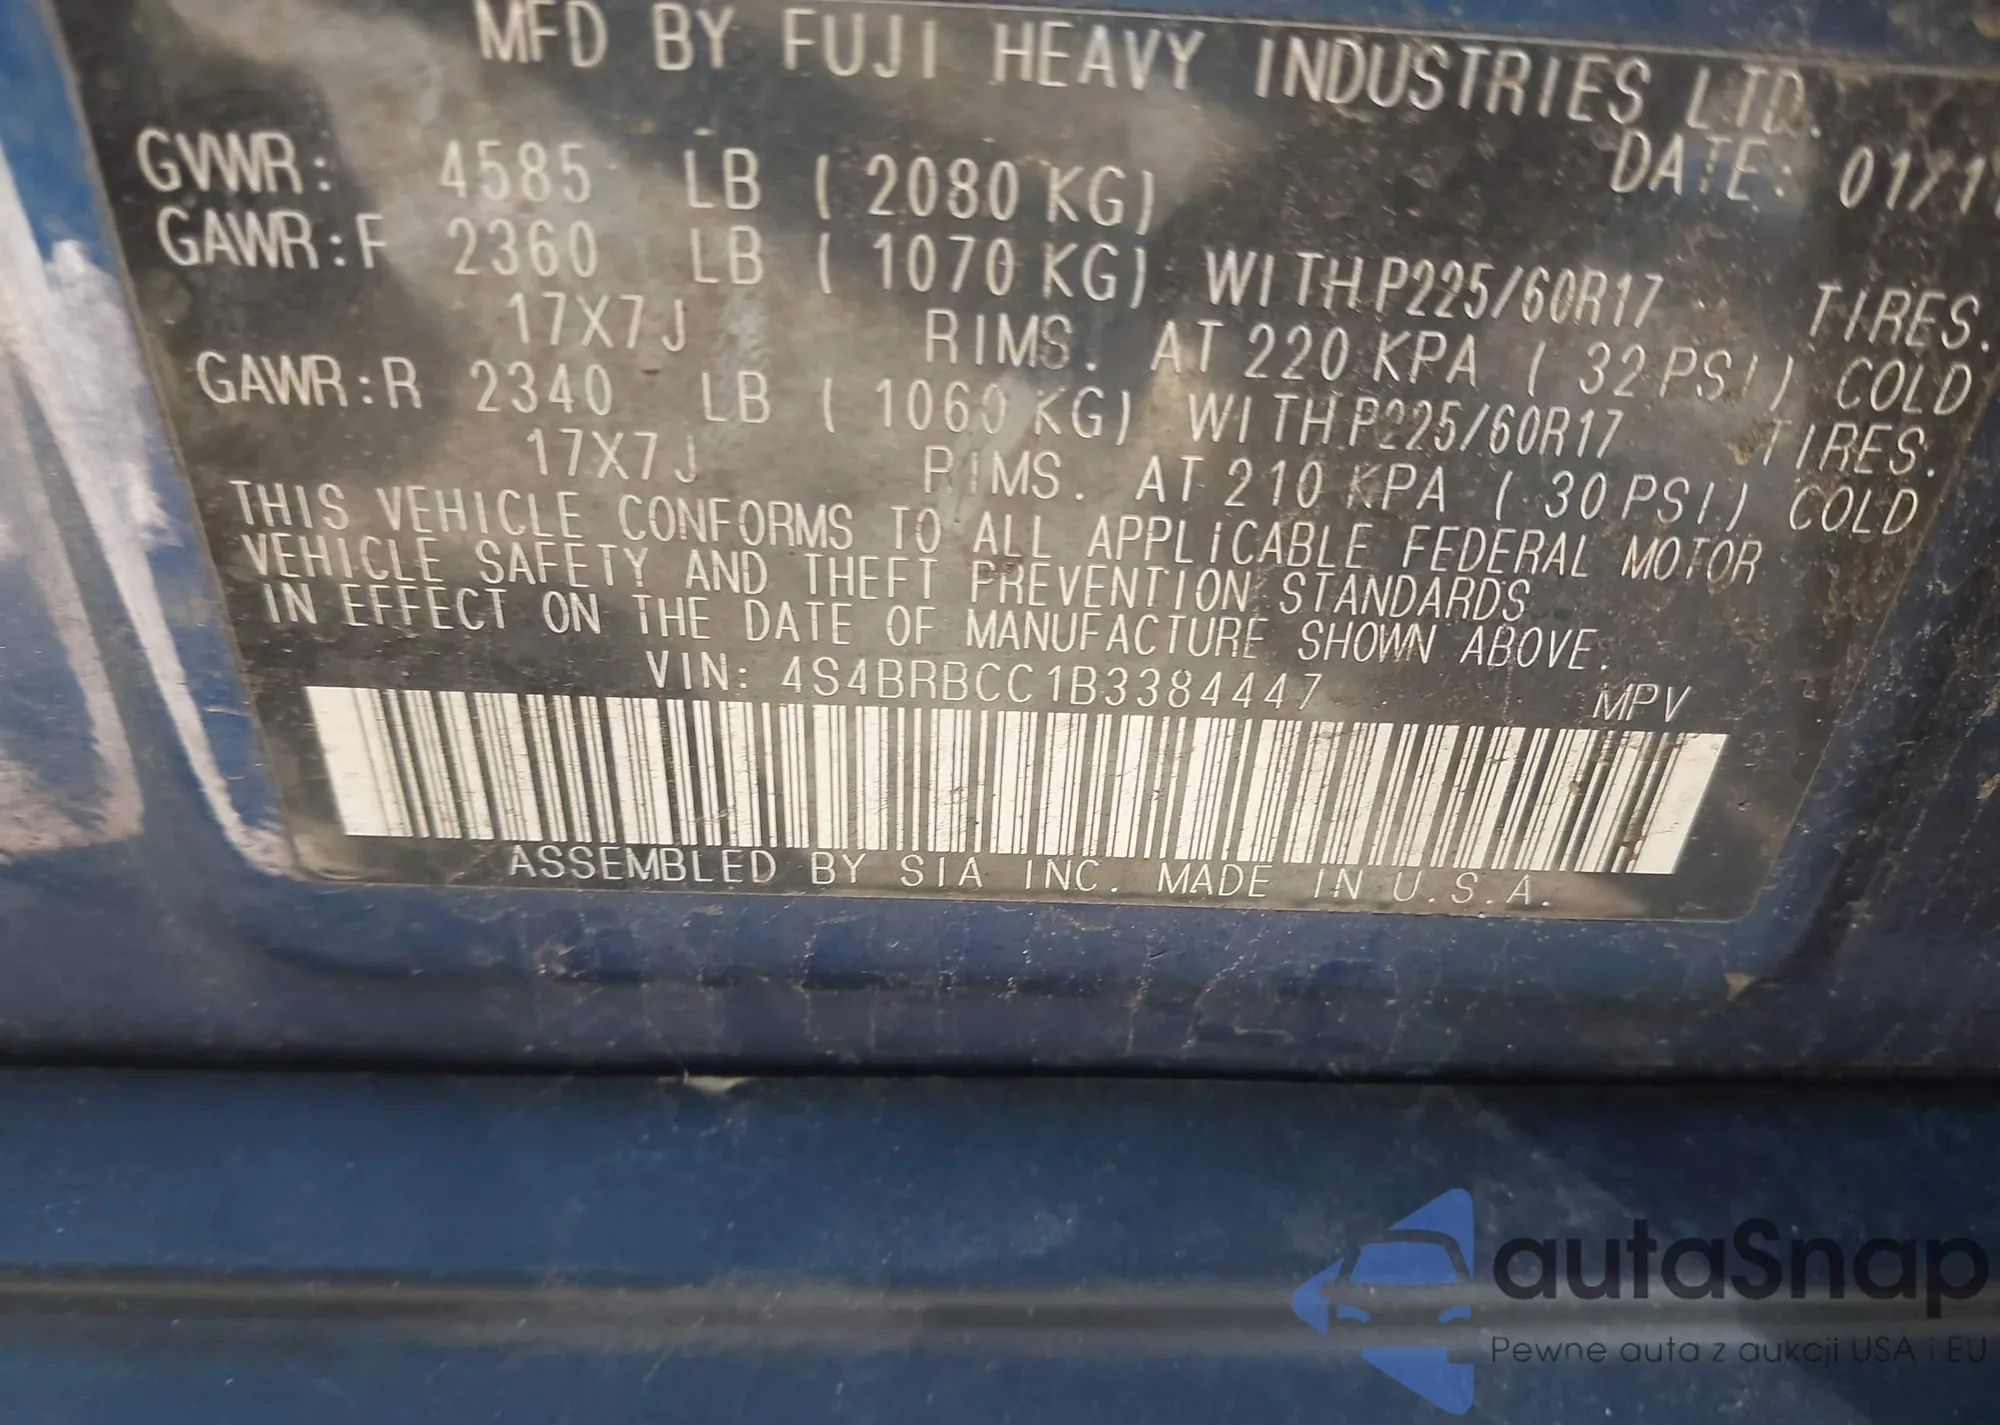 MFD BY FUJI HEAVY INDUSTRIES LTD.
DATE: 01/1
GVWR: 4585 LB ( 2080 KG)
GAWR:F 2360 LB ( 1070 KG) WITH P225/60R17 TIRES.
17X7J RIMS. AT 220 KPA ( 32 PSI) COLD
GAWR:R 2340 LB ( 1060 KG) WITH P225/60R17 TIRES.
17X7J RIMS. AT 210 KPA ( 30 PSI) COLD
THIS VEHICLE CONFORMS TO ALL APPLICABLE FEDERAL MOTOR
VEHICLE SAFETY AND THEFT PREVENTION STANDARDS
IN EFFECT ON THE DATE OF MANUFACTURE SHOWN ABOVE.
VIN: 4S4BRBCC1B3384447 MPV
ASSEMBLED BY SIA INC. MADE IN U.S.A.
autaSnap
Pewne auta z aukcji USA i EU